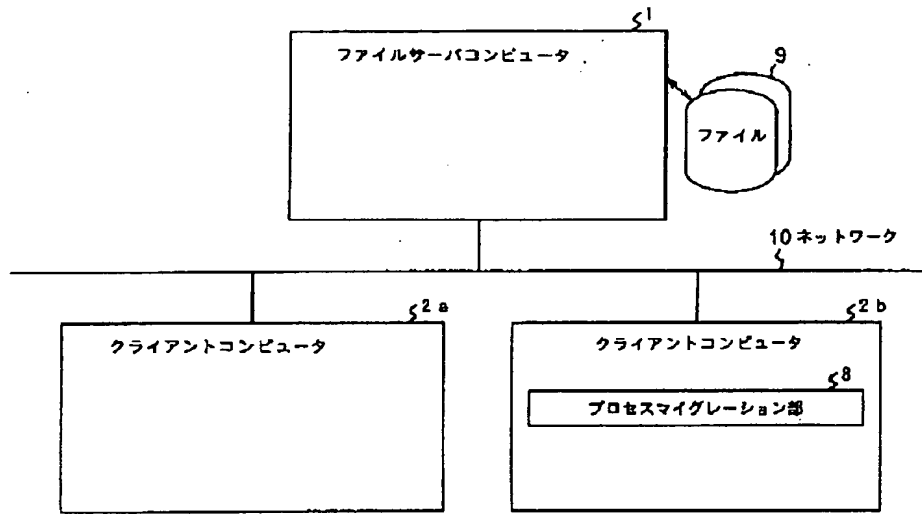 1
ファイルサーバコンピュータ
9
ファイル
10 ネットワーク
2a
クライアントコンピュータ
2b
クライアントコンピュータ
8
プロセスマイグレーション部